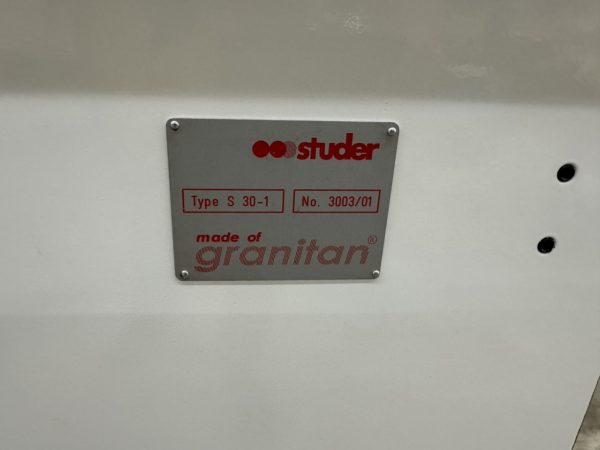 studer
Type S 30-1 No. 3003/01
made of
granitan®